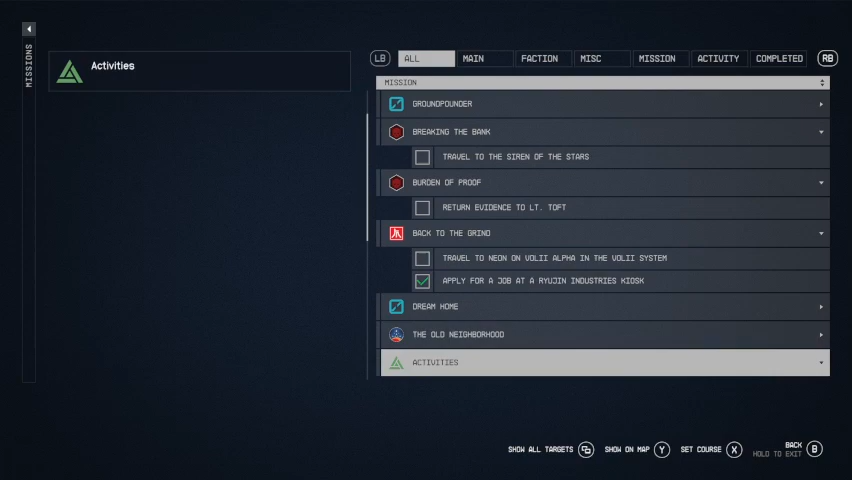 MISSIONS
Activities
LB
ALL
MAIN
FACTION
MISC
MISSION
ACTIVITY
COMPLETED
RB
MISSION
GROUNDPOUNDER
BREAKING THE BANK
TRAVEL TO THE SIREN OF THE STARS
BURDEN OF PROOF
RETURN EVIDENCE TO LT. TOFT
BACK TO THE GRIND
TRAVEL TO NEON ON VOLII ALPHA IN THE VOLII SYSTEM
APPLY FOR A JOB AT A RYUJIN INDUSTRIES KIOSK
DREAM HOME
THE OLD NEIGHBORHOOD
ACTIVITIES
SHOW ALL TARGETS
SHOW ON MAP Y
SET COURSE X
BACK B
HOLD TO EXIT